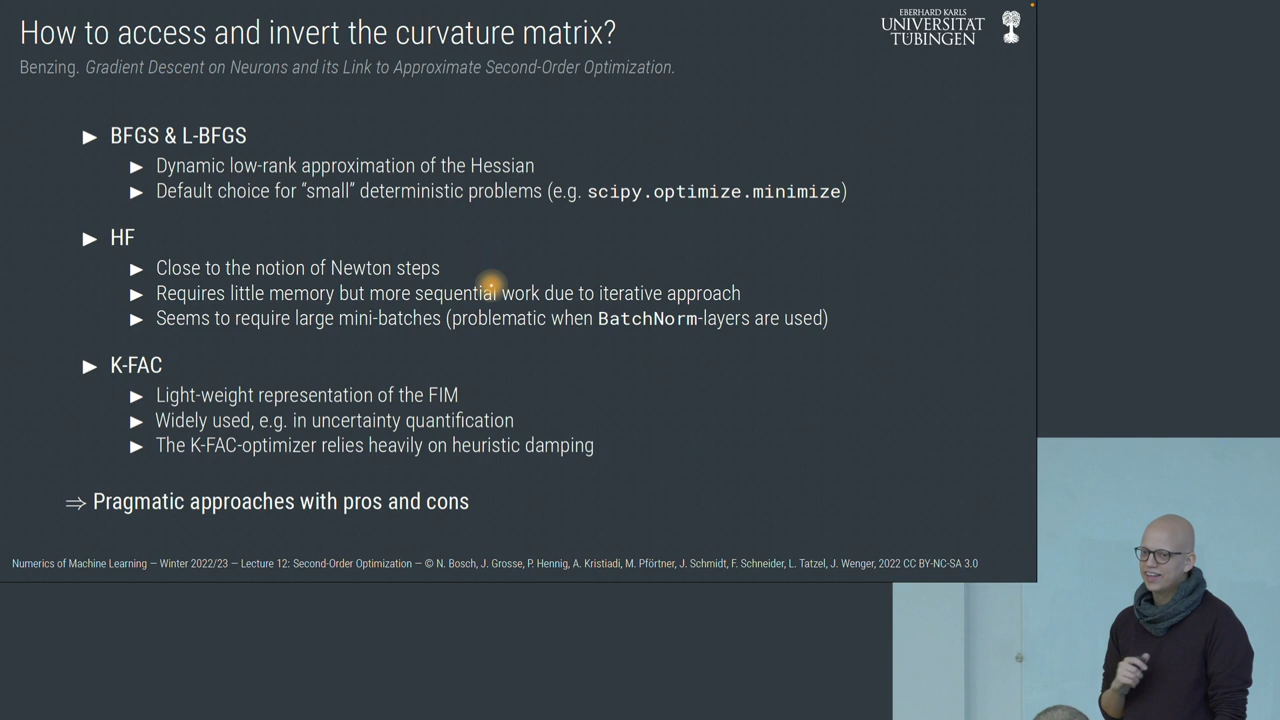 How to access and invert the curvature matrix?
Benzing. Gradient Descent on Neurons and its Link to Approximate Second-Order Optimization.
EBERHARD KARLS
UNIVERSITÄT
TÜBINGEN
BFGS & L-BFGS
Dynamic low-rank approximation of the Hessian
Default choice for “small” deterministic problems (e.g. scipy.optimize.minimize)
HF
Close to the notion of Newton steps
Requires little memory but more sequential work due to iterative approach
Seems to require large mini-batches (problematic when BatchNorm-layers are used)
K-FAC
Light-weight representation of the FIM
Widely used, e.g. in uncertainty quantification
The K-FAC-optimizer relies heavily on heuristic damping
⇒ Pragmatic approaches with pros and cons
Numerics of Machine Learning — Winter 2022/23 — Lecture 12: Second-Order Optimization — © N. Bosch, J. Grosse, P. Hennig, A. Kristiadi, M. Pförtner, J. Schmidt, F. Schneider, L. Tatzel, J. Wenger, 2022 CC BY-NC-SA 3.0